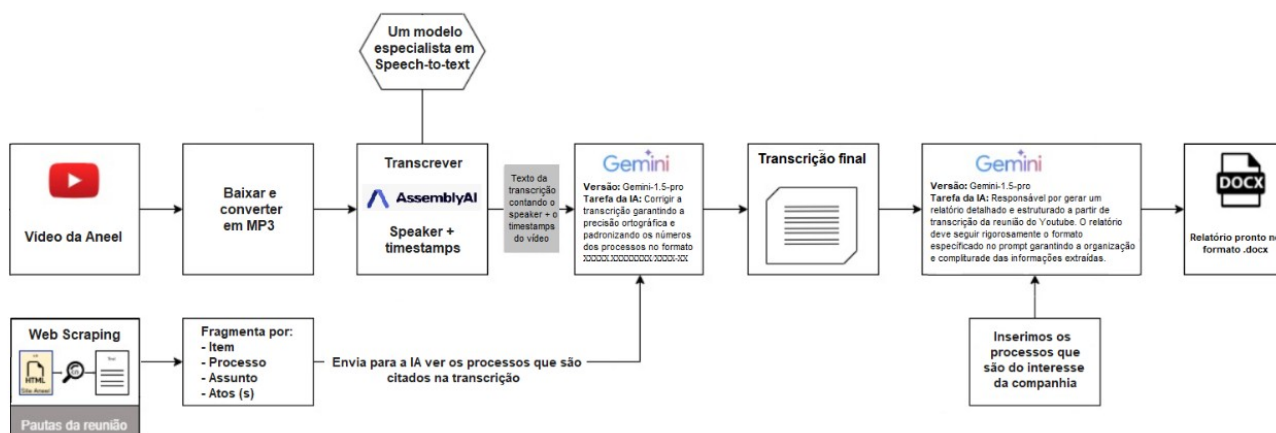 Um modelo
especialista em
Speech-to-text
Video da Aneel
Baixar e
converter
em MP3
Transcrever
AssemblyAI
Speaker +
timestamps
Texto da
transcrição
contando o
speaker + o
timestamps
do vídeo
Gemini
Versão: Gemini-1.5-pro
Tarefa da IA: Corrigir a
transcrição garantindo a
precisão ortográfica e
padronizando os números
dos processos no formato
Transcrição final
Gemini
Versão: Gemini-1.5-pro
Tarefa da IA: Responsável por gerar um
relatório detalhado e estruturado a partir de
transcrição da reunião do Youtube. O relatório
deve seguir rigorosamente o formato
especificado no prompt garantindo a organização
e compliturade das informações extraídas.
DOCX
Relatório pronto no
formato .docx
Web Scraping
HTML
Pautas da reunião
Fragmenta por:
- Item
- Processo
- Assunto
- Atos (s)
Envia para a IA ver os processos que são
citados na transcrição
Inserimos os
processos que
são do interesse
da companhia